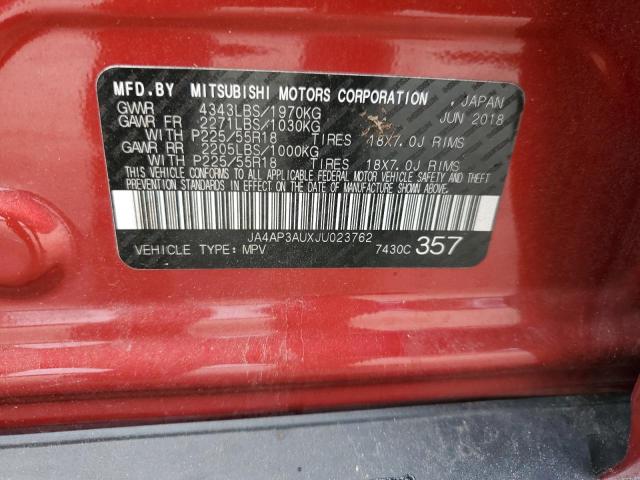 MFD.BY MITSUBISHI MOTORS CORPORATION , JAPAN
GVWR 4343LBS/1970KG JUN 2018
GAWR FR 2271LBS/1030KG
WITH P225/55R18 TIRES 18X7.0J RIMS
GAWR RR 2205LBS/1000KG
WITH P225/55R18 TIRES 18X7.0J RIMS
THIS VEHICLE CONFORMS TO ALL APPLICABLE FEDERAL MOTOR VEHICLE SAFETY AND THEFT
PREVENTION STANDARDS IN EFFECT ON THE DATE OF MANUFACTURE SHOWN ABOVE.
JA4AP3AUXJU023762
VEHICLE TYPE: MPV 7430C 357